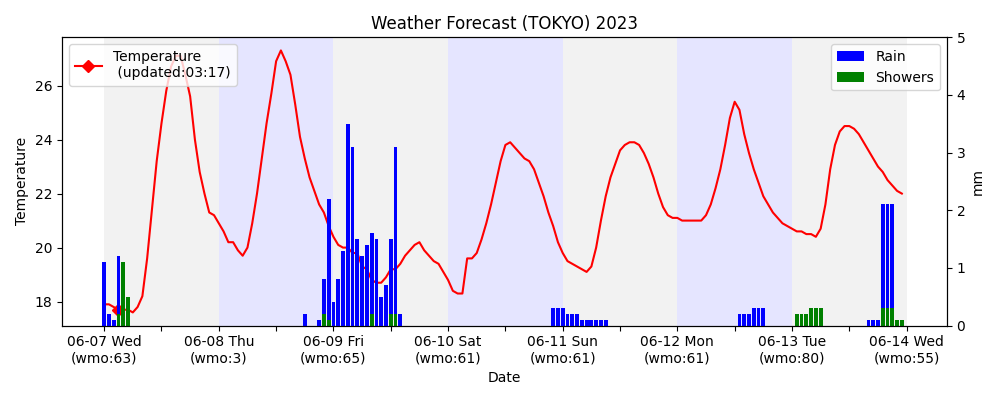 Weather Forecast (TOKYO) 2023
Temperature
(updated:03:17)
Rain
Showers
26
24
22
20
18
Temperature
5
4
3
2
1
0
mm
06-07 Wed
(wmo:63)
06-08 Thu
(wmo:3)
06-09 Fri
(wmo:65)
06-10 Sat
(wmo:61)
06-11 Sun
(wmo:61)
06-12 Mon
(wmo:61)
06-13 Tue
(wmo:80)
06-14 Wed
(wmo:55)
Date